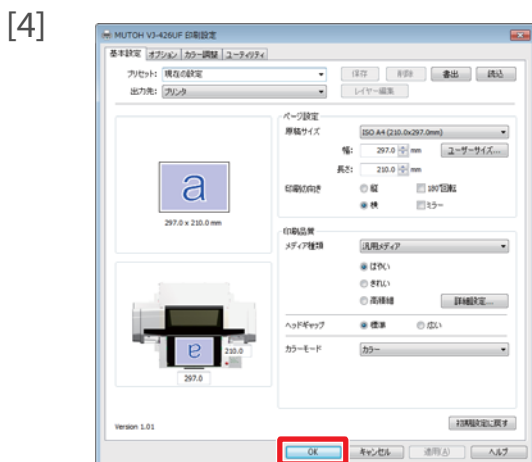 [4]
MUTOH VJ-426UF 印刷設定
基本設定 オプション カラー調整 ユーティリティ
プリセット: 現在の設定 保存 削除 書出 読込
出力先: プリンタ レイヤー編集
ページ設定
原稿サイズ ISO A4 (210.0x297.0mm)
幅: 297.0 mm ユーザーサイズ...
長さ: 210.0 mm
印刷の向き 縦 180°回転
横 ミラー
a
297.0 x 210.0 mm
印刷品質
メディア種類 汎用メディア
はやい
きれい
高精細 詳細設定...
ヘッドギャップ 標準 広い
カラーモード カラー
a
210.0
297.0
Version 1.01 初期設定に戻す
OK キャンセル 適用(A) ヘルプ